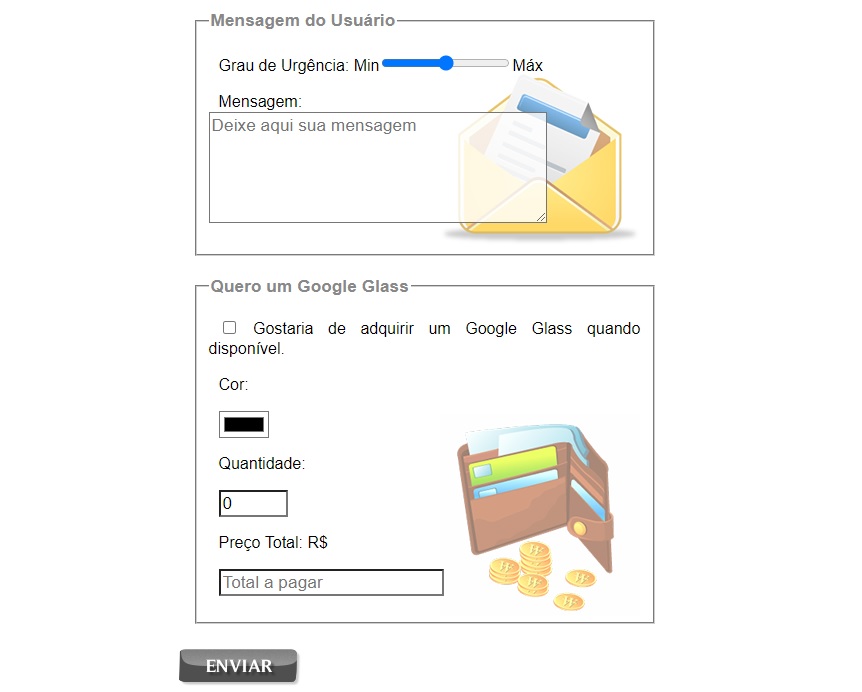 Mensagem do Usuário
Grau de Urgência: Min Máx
Mensagem:
Deixe aqui sua mensagem
Quero um Google Glass
Gostaria de adquirir um Google Glass quando
disponível.
Cor:
Quantidade:
0
Preço Total: R$
Total a pagar
ENVIAR